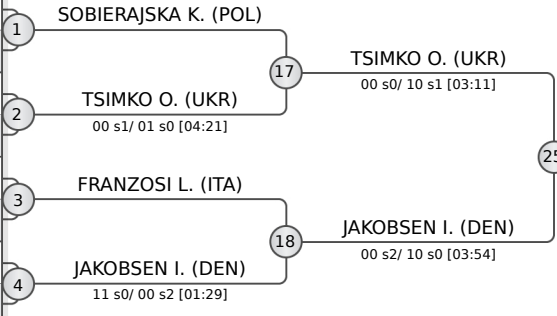 SOBIERAJSKA K. (POL)
1
TSIMKO O. (UKR)
17
00 s0/ 10 s1 [03:11]
TSIMKO O. (UKR)
2
00 s1/ 01 s0 [04:21]
25
FRANZOSI L. (ITA)
3
JAKOBSEN I. (DEN)
18
00 s2/ 10 s0 [03:54]
JAKOBSEN I. (DEN)
4
11 s0/ 00 s2 [01:29]